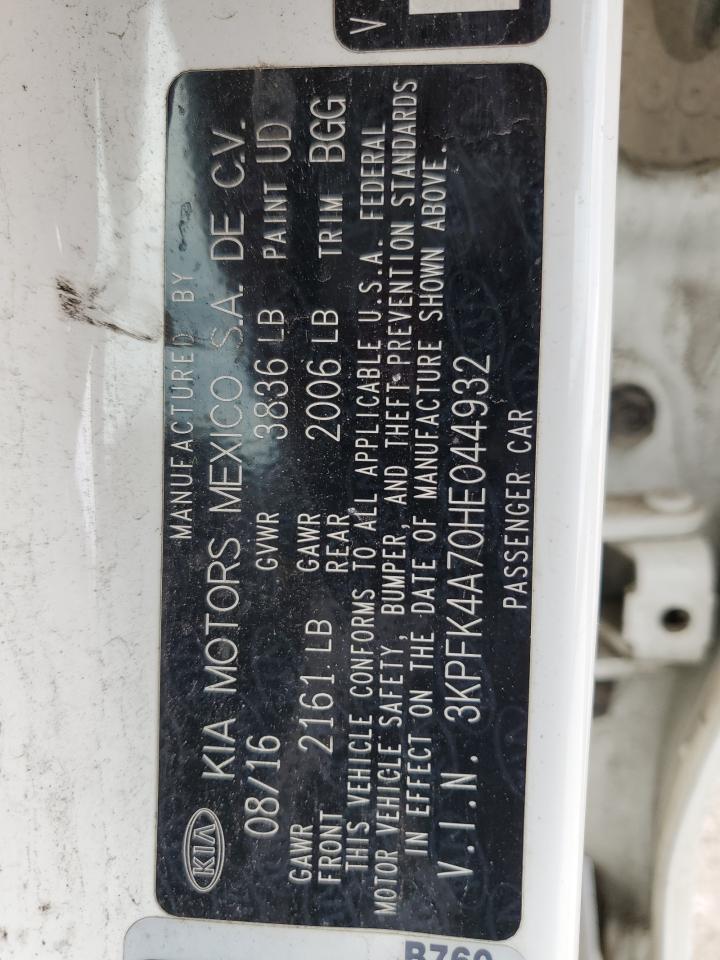 V
MANUFACTURED BY
KIA KIA MOTORS MEXICO S.A. DE C.V.
08/16 GVWR 3836 LB PAINT UD
GAWR FRONT 2161 LB GAWR REAR 2006 LB TRIM BGG
THIS VEHICLE CONFORMS TO ALL APPLICABLE U.S.A. FEDERAL
MOTOR VEHICLE SAFETY, BUMPER, AND THEFT PREVENTION STANDARDS
IN EFFECT ON THE DATE OF MANUFACTURE SHOWN ABOVE.
V.I.N. 3KPFK4A70HE044932
PASSENGER CAR
B760